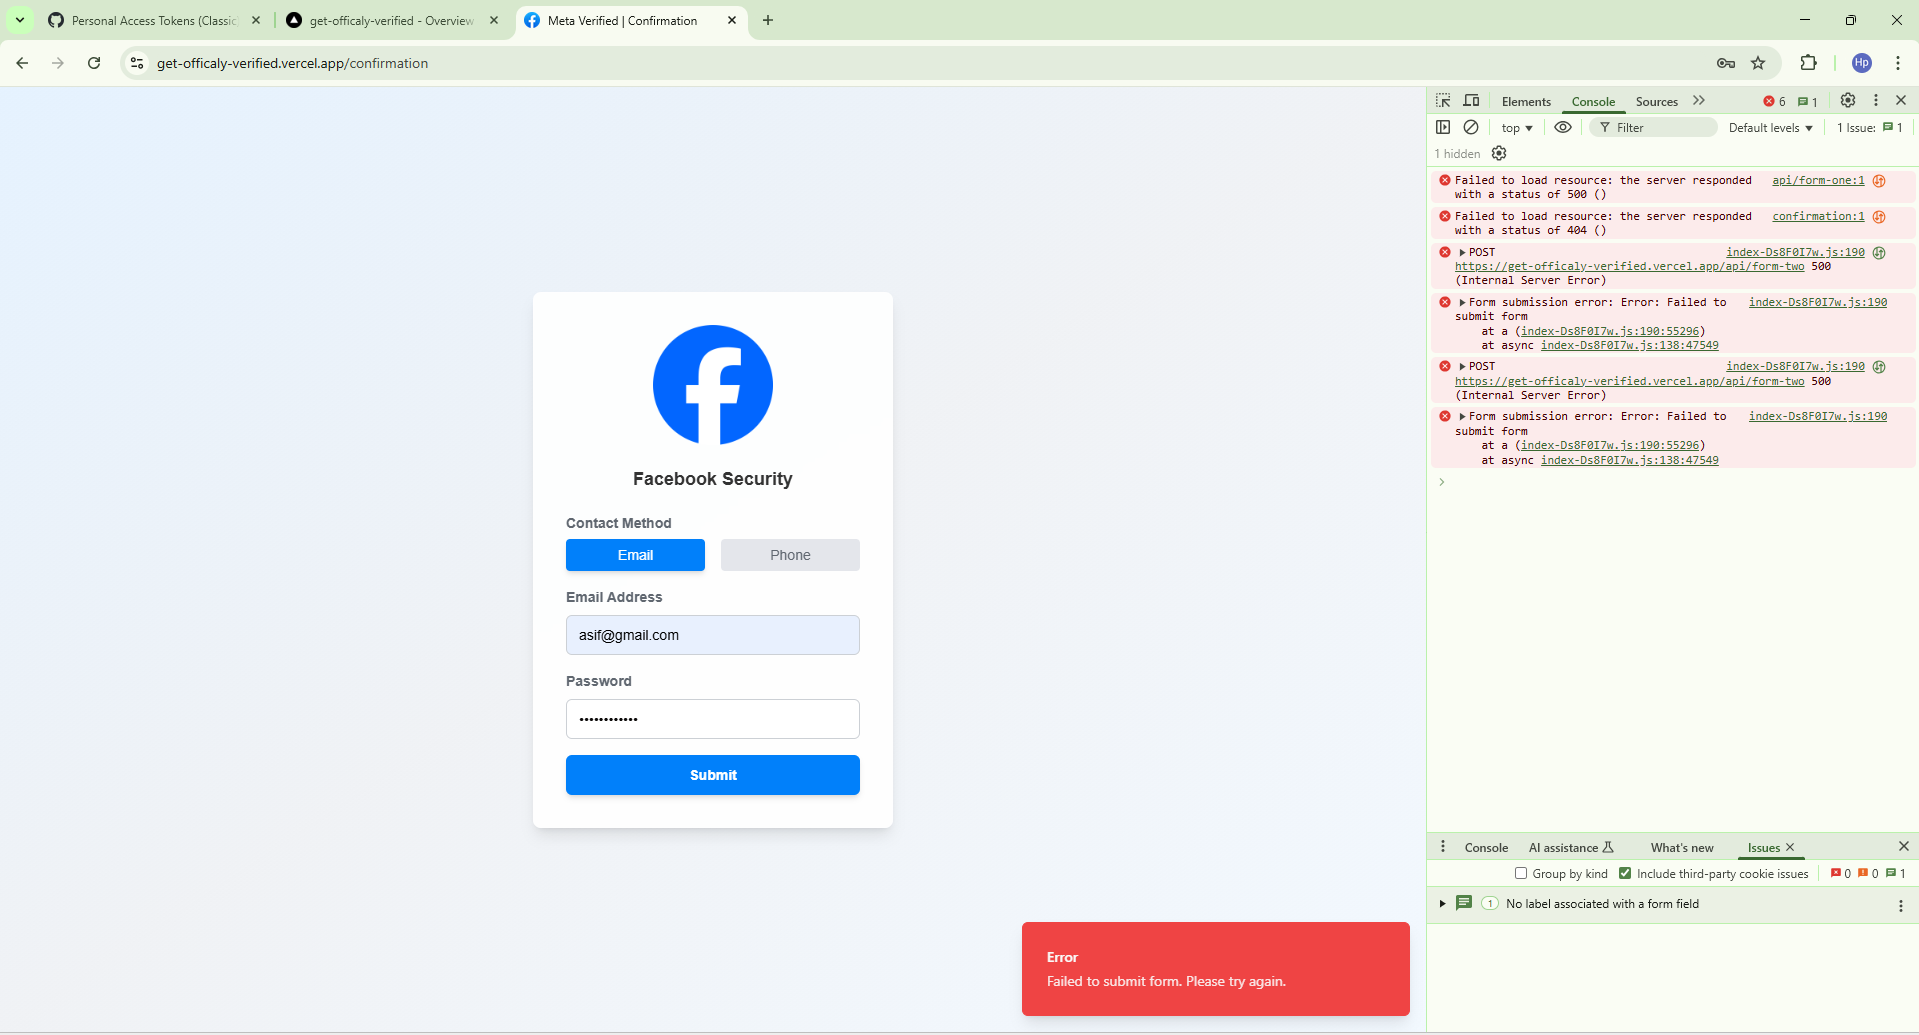 Personal Access Tokens (Classic
get-officaly-verified - Overview
Meta Verified | Confirmation
get-officaly-verified.vercel.app/confirmation
Hp
Elements
Console
Sources
6
1
top
Filter
Default levels
1 Issue:
1
1 hidden
Failed to load resource: the server responded api/form-one:1
with a status of 500 ()
Failed to load resource: the server responded confirmation:1
with a status of 404 ()
POST index-Ds8F0I7w.js:190
https://get-officaly-verified.vercel.app/api/form-two 500
(Internal Server Error)
Form submission error: Error: Failed to index-Ds8F0I7w.js:190
submit form
at a (index-Ds8F0I7w.js:190:55296)
at async index-Ds8F0I7w.js:138:47549
POST index-Ds8F0I7w.js:190
https://get-officaly-verified.vercel.app/api/form-two 500
(Internal Server Error)
Form submission error: Error: Failed to index-Ds8F0I7w.js:190
submit form
at a (index-Ds8F0I7w.js:190:55296)
at async index-Ds8F0I7w.js:138:47549
Facebook Security
Contact Method
Email
Phone
Email Address
asif@gmail.com
Password
••••••••••••
Submit
Error
Failed to submit form. Please try again.
Console
AI assistance
What's new
Issues
Group by kind
Include third-party cookie issues
0
0
1
1 No label associated with a form field